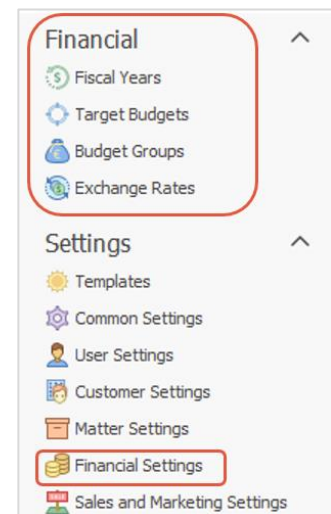 Financial
Fiscal Years
Target Budgets
Budget Groups
Exchange Rates
Settings
Templates
Common Settings
User Settings
Customer Settings
Matter Settings
Financial Settings
Sales and Marketing Settings